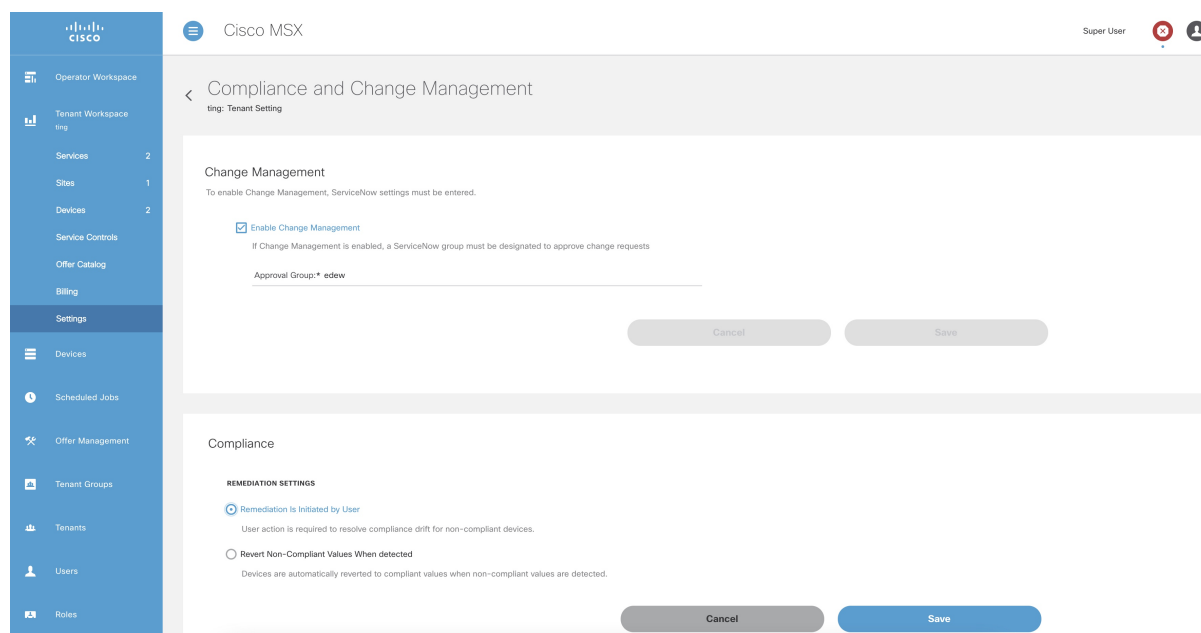 CISCO
Cisco MSX
Super User
Operator Workspace
Tenant Workspace
ting
Services 2
Sites 1
Devices 2
Service Controls
Offer Catalog
Billing
Settings
Devices
Scheduled Jobs
Offer Management
Tenant Groups
Tenants
Users
Roles
Compliance and Change Management
ting: Tenant Setting
Change Management
To enable Change Management, ServiceNow settings must be entered.
Enable Change Management
If Change Management is enabled, a ServiceNow group must be designated to approve change requests
Approval Group:* edew
Cancel Save
Compliance
REMEDIATION SETTINGS
Remediation Is Initiated by User
User action is required to resolve compliance drift for non-compliant devices.
Revert Non-Compliant Values When detected
Devices are automatically reverted to compliant values when non-compliant values are detected.
Cancel Save